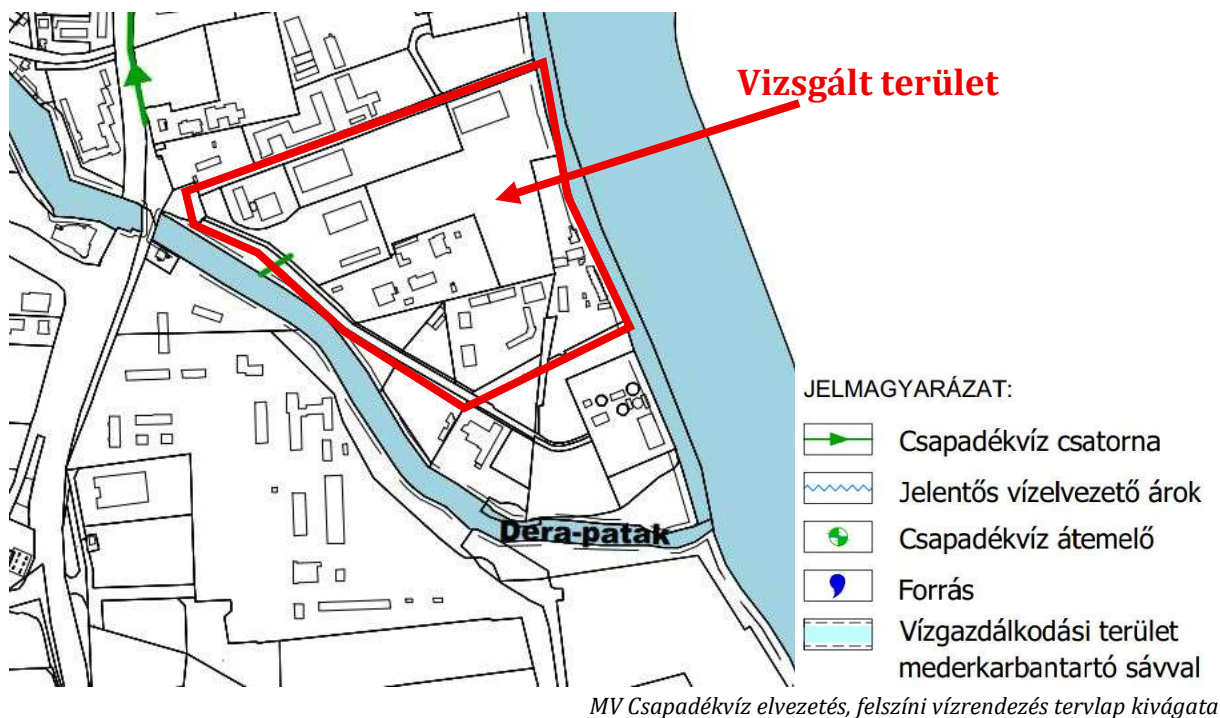 Vizsgált terület
Dera-patak
JELMAGYARÁZAT:
Csapadékvíz csatorna
Jelentős vízelvezető árok
Csapadékvíz átemelő
Forrás
Vízgazdálkodási terület
mederkarbantartó sávval
MV Csapadékvíz elvezetés, felszíni vízrendezés tervlap kivágata